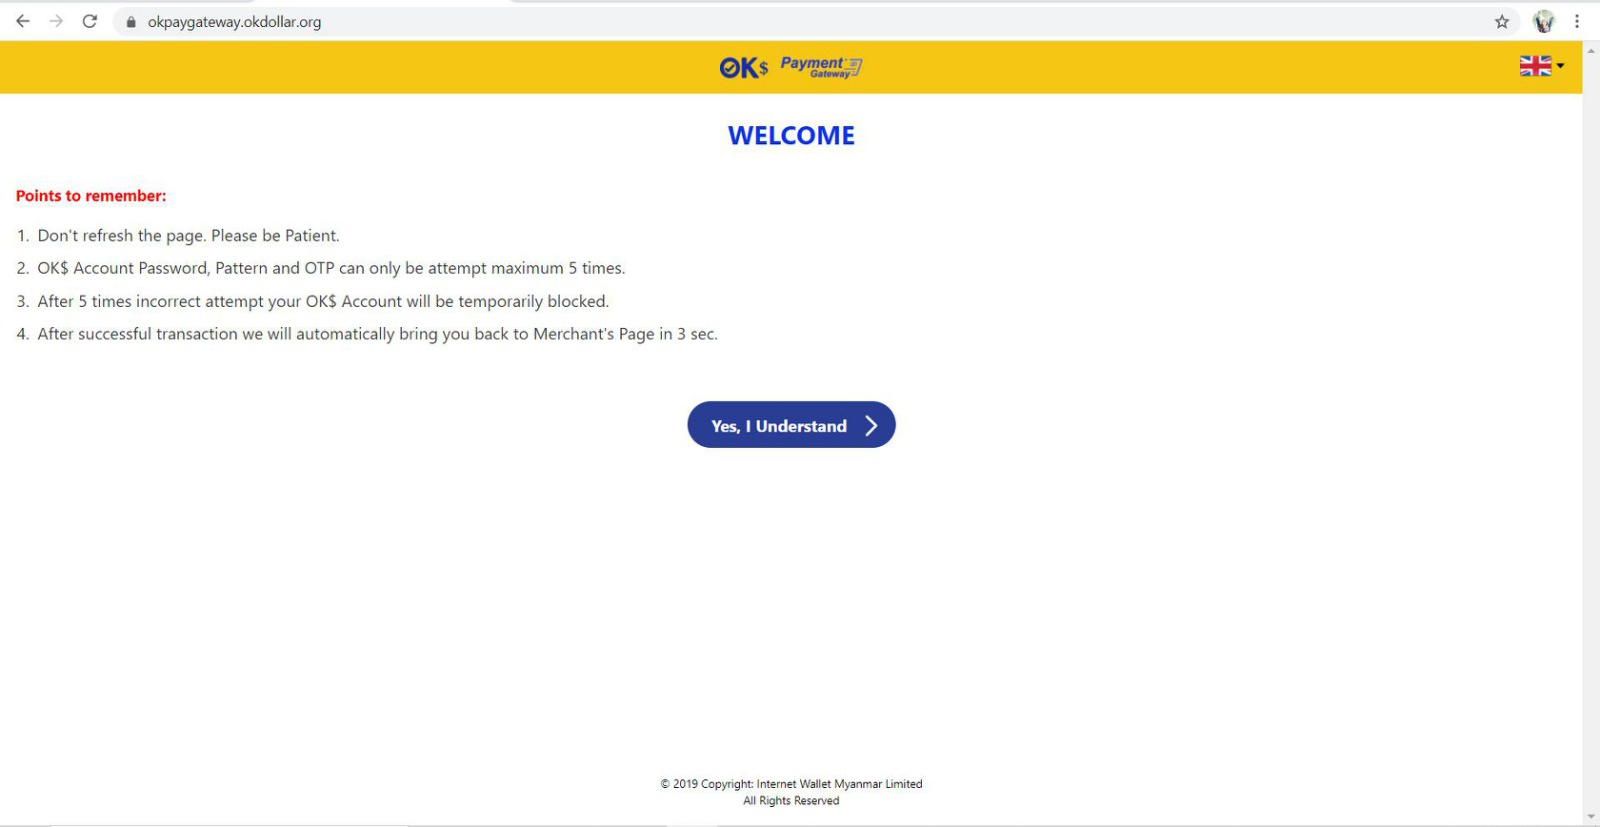 okpaygateway.okdollar.org
OK$ Payment Gateway
WELCOME
Points to remember:
1. Don't refresh the page. Please be Patient.
2. OK$ Account Password, Pattern and OTP can only be attempt maximum 5 times.
3. After 5 times incorrect attempt your OK$ Account will be temporarily blocked.
4. After successful transaction we will automatically bring you back to Merchant's Page in 3 sec.
Yes, I Understand
© 2019 Copyright: Internet Wallet Myanmar Limited
All Rights Reserved